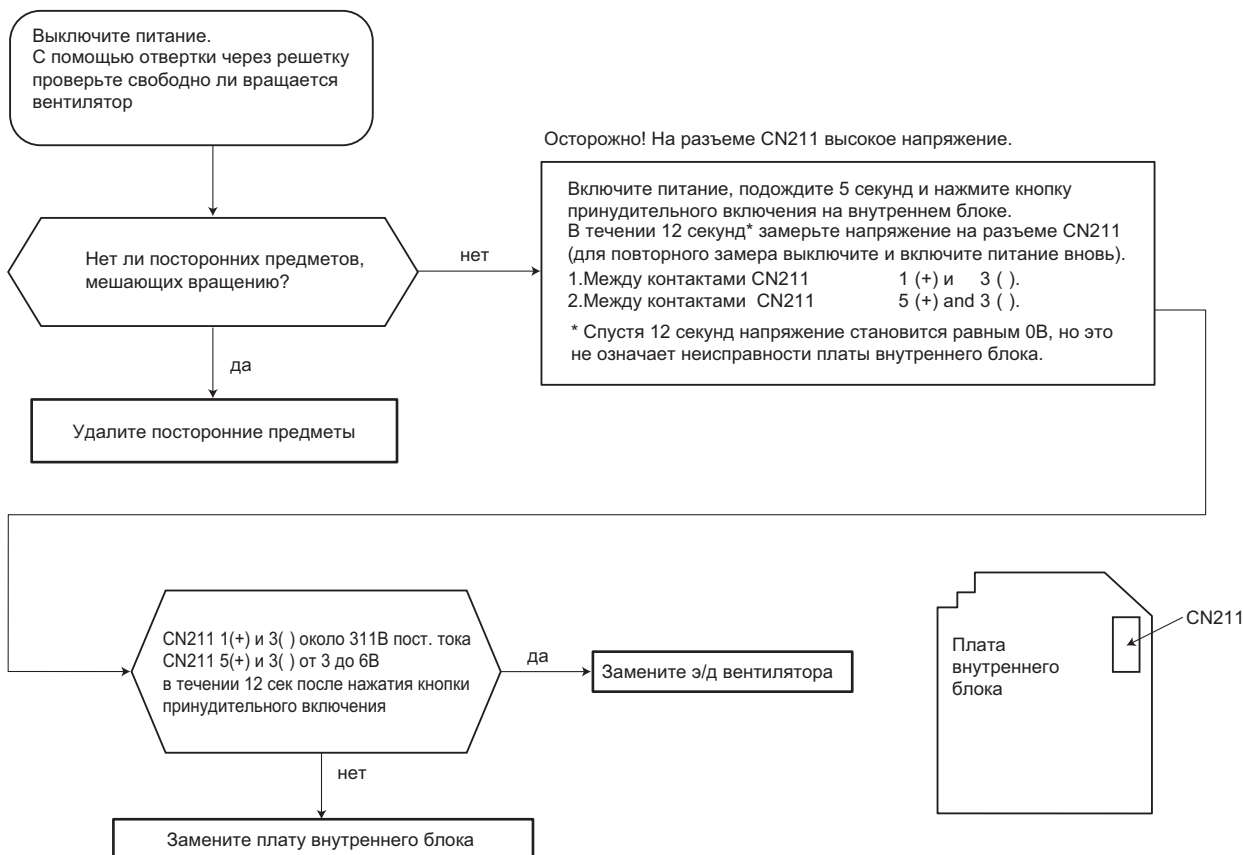 Выключите питание.
С помощью отвертки через решетку
проверьте свободно ли вращается
вентилятор
Нет ли посторонних предметов,
мешающих вращению?
нет
да
Удалите посторонние предметы
Осторожно! На разъеме CN211 высокое напряжение.
Включите питание, подождите 5 секунд и нажмите кнопку
принудительного включения на внутреннем блоке.
В течении 12 секунд* замерьте напряжение на разъеме CN211
(для повторного замера выключите и включите питание вновь).
1.Между контактами CN211 1 (+) и 3 ( ).
2.Между контактами CN211 5 (+) and 3 ( ).
* Спустя 12 секунд напряжение становится равным 0В, но это
не означает неисправности платы внутреннего блока.
CN211 1(+) и 3( ) около 311В пост. тока
CN211 5(+) и 3( ) от 3 до 6В
в течении 12 сек после нажатия кнопки
принудительного включения
да
Замените э/д вентилятора
нет
Замените плату внутреннего блока
CN211
Плата
внутреннего
блока